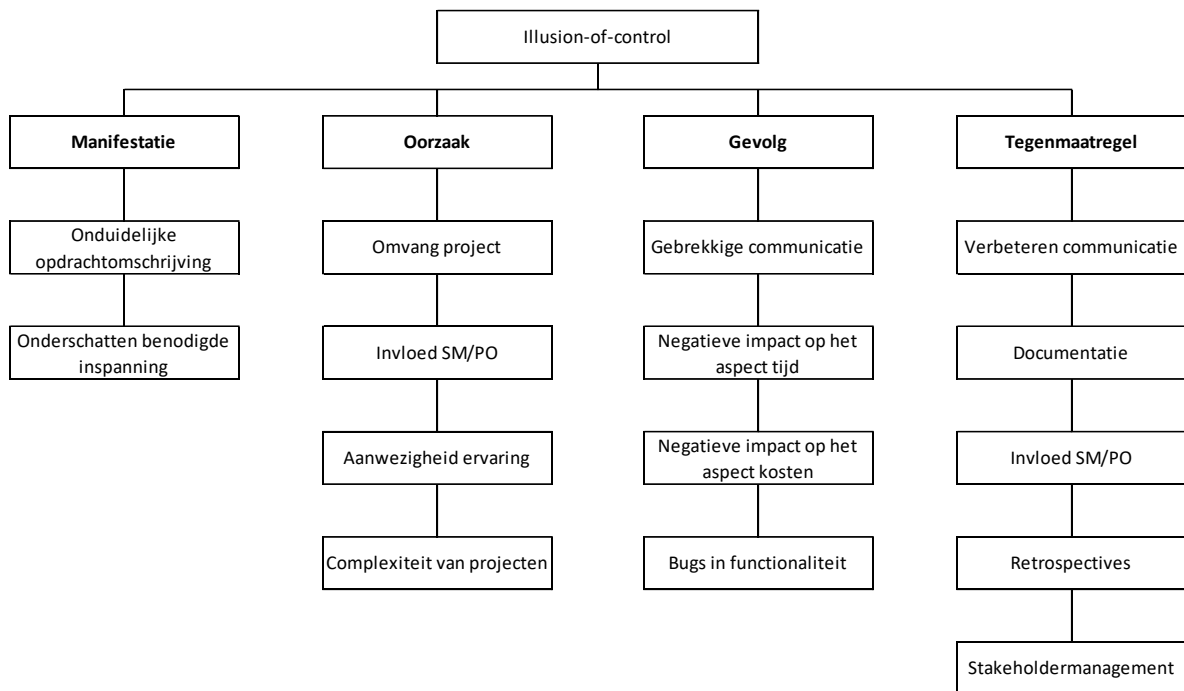 Illusion-of-control
Manifestatie
Oorzaak
Gevolg
Tegenmaatregel
Onduidelijke
opdrachtomschrijving
Omvang project
Gebrekkige communicatie
Verbeteren communicatie
Onderschatten benodigde
inspanning
Invloed SM/PO
Negatieve impact op het
aspect tijd
Documentatie
Aanwezigheid ervaring
Negatieve impact op het
aspect kosten
Invloed SM/PO
Complexiteit van projecten
Bugs in functionaliteit
Retrospectives
Stakeholdermanagement